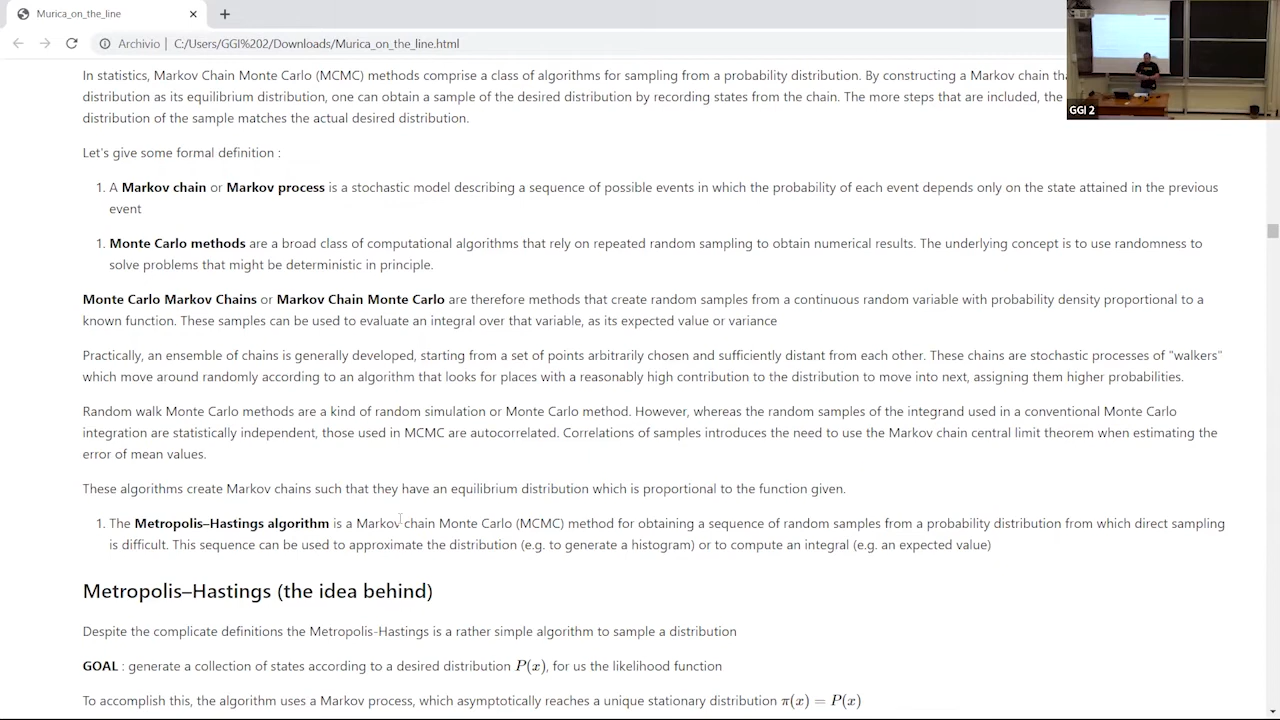 Murica_on_the_line
Archivio | C:/Users/GGI%202/Downloads/Murica_on_the_line.html
In statistics, Markov Chain Monte Carlo (MCMC) methods comprise a class of algorithms for sampling from a probability distribution. By constructing a Markov chain
distribution as its equilibrium distribution, one can obtain a sample of the desired distribution by recording states from the chain. The more steps that are included, the
distribution of the sample matches the actual desired distribution.
Let's give some formal definition :
1. A Markov chain or Markov process is a stochastic model describing a sequence of possible events in which the probability of each event depends only on the state attained in the previous
event
1. Monte Carlo methods are a broad class of computational algorithms that rely on repeated random sampling to obtain numerical results. The underlying concept is to use randomness to
solve problems that might be deterministic in principle.
Monte Carlo Markov Chains or Markov Chain Monte Carlo are therefore methods that create random samples from a continuous random variable with probability density proportional to a
known function. These samples can be used to evaluate an integral over that variable, as its expected value or variance
Practically, an ensemble of chains is generally developed, starting from a set of points arbitrarily chosen and sufficiently distant from each other. These chains are stochastic processes of "walkers"
which move around randomly according to an algorithm that looks for places with a reasonably high contribution to the distribution to move into next, assigning them higher probabilities.
Random walk Monte Carlo methods are a kind of random simulation or Monte Carlo method. However, whereas the random samples of the integrand used in a conventional Monte Carlo
integration are statistically independent, those used in MCMC are autocorrelated. Correlations of samples introduces the need to use the Markov chain central limit theorem when estimating the
error of mean values.
These algorithms create Markov chains such that they have an equilibrium distribution which is proportional to the function given.
1. The Metropolis–Hastings algorithm is a Markov chain Monte Carlo (MCMC) method for obtaining a sequence of random samples from a probability distribution from which direct sampling
is difficult. This sequence can be used to approximate the distribution (e.g. to generate a histogram) or to compute an integral (e.g. an expected value)
Metropolis–Hastings (the idea behind)
Despite the complicate definitions the Metropolis-Hastings is a rather simple algorithm to sample a distribution
GOAL : generate a collection of states according to a desired distribution P(x), for us the likelihood function
To accomplish this, the algorithm uses a Markov process, which asymptotically reaches a unique stationary distribution π(x) = P(x)
GGI 2